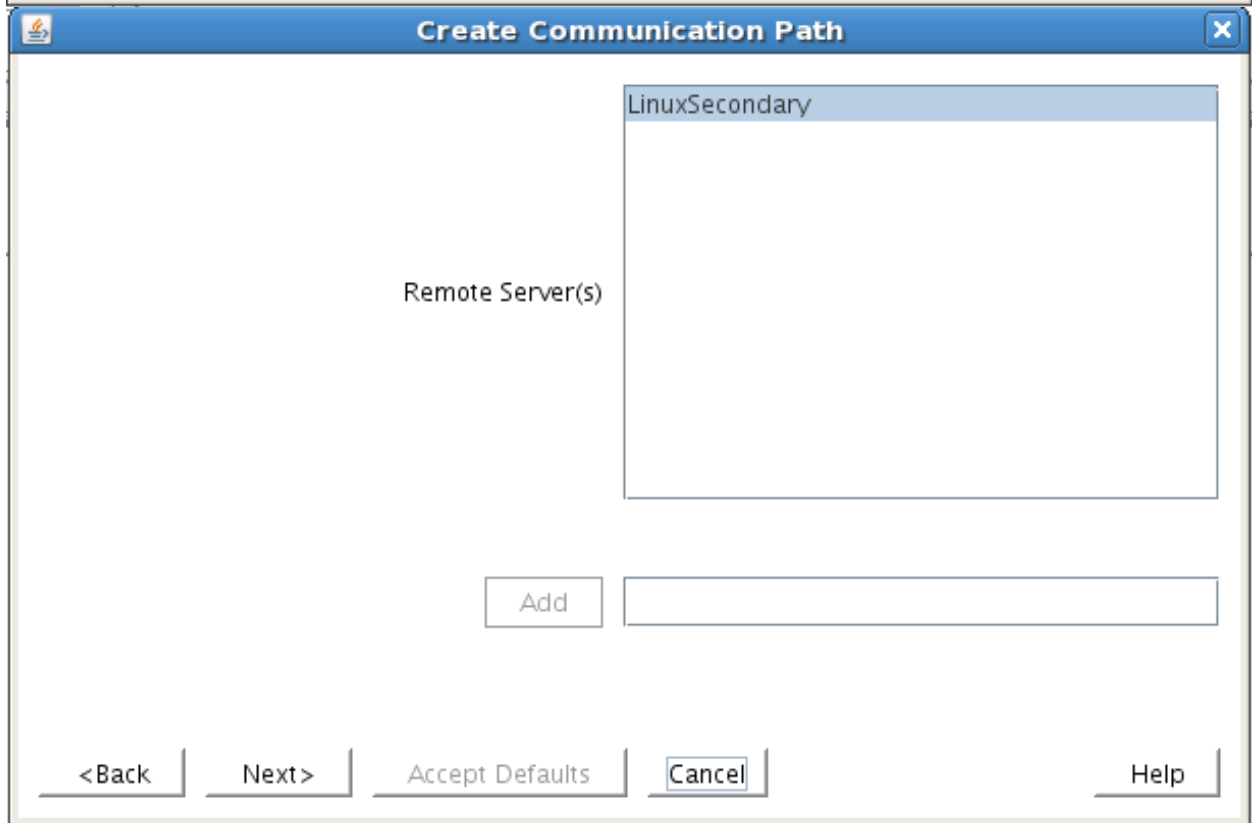 Create Communication Path
LinuxSecondary
Remote Server(s)
Add
<Back Next> Accept Defaults Cancel Help